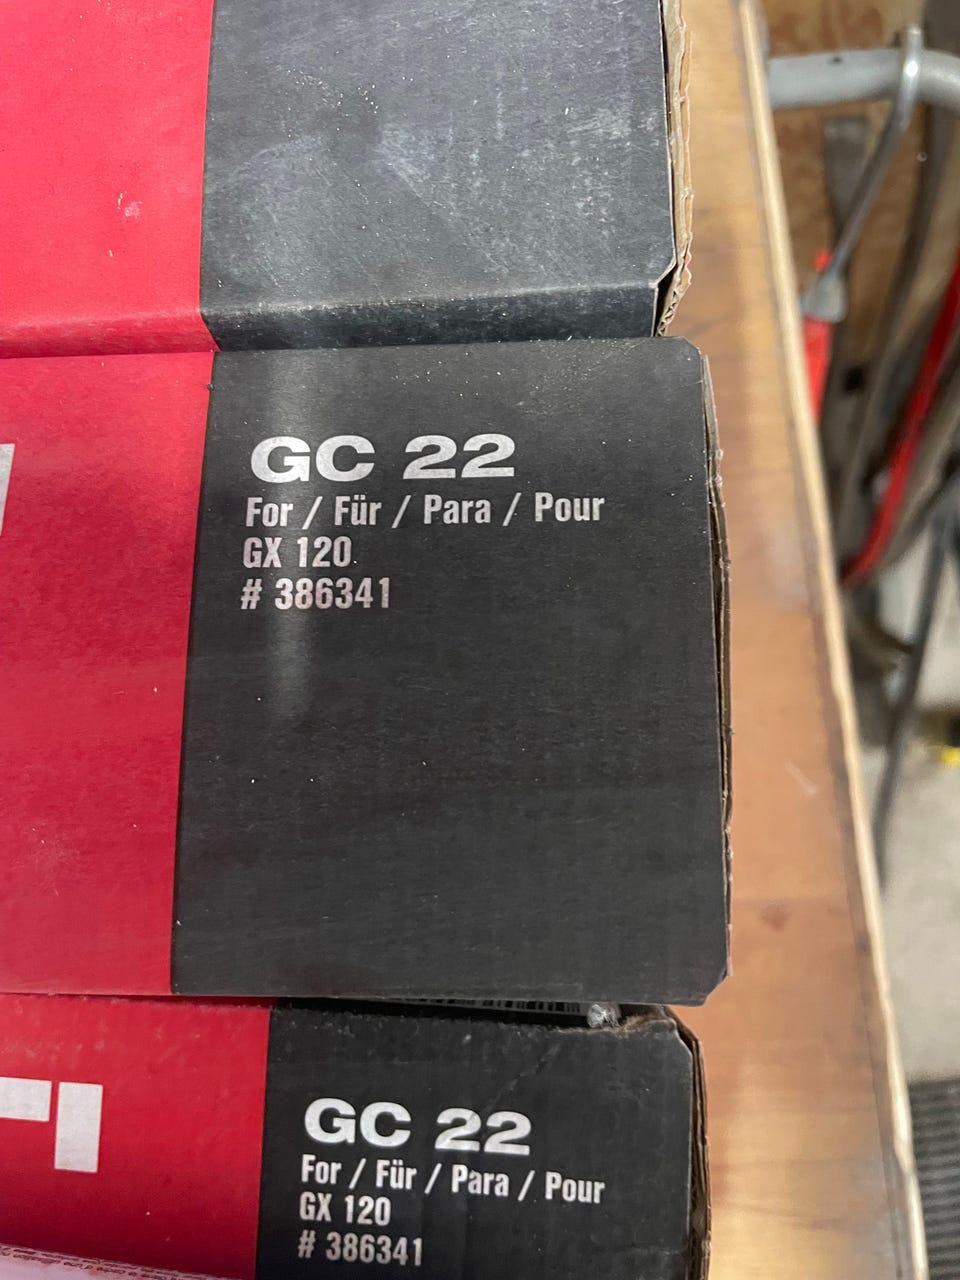 GC 22
For / Für / Para / Pour
GX 120
# 386341
GC 22
For / Für / Para / Pour
GX 120
# 386341